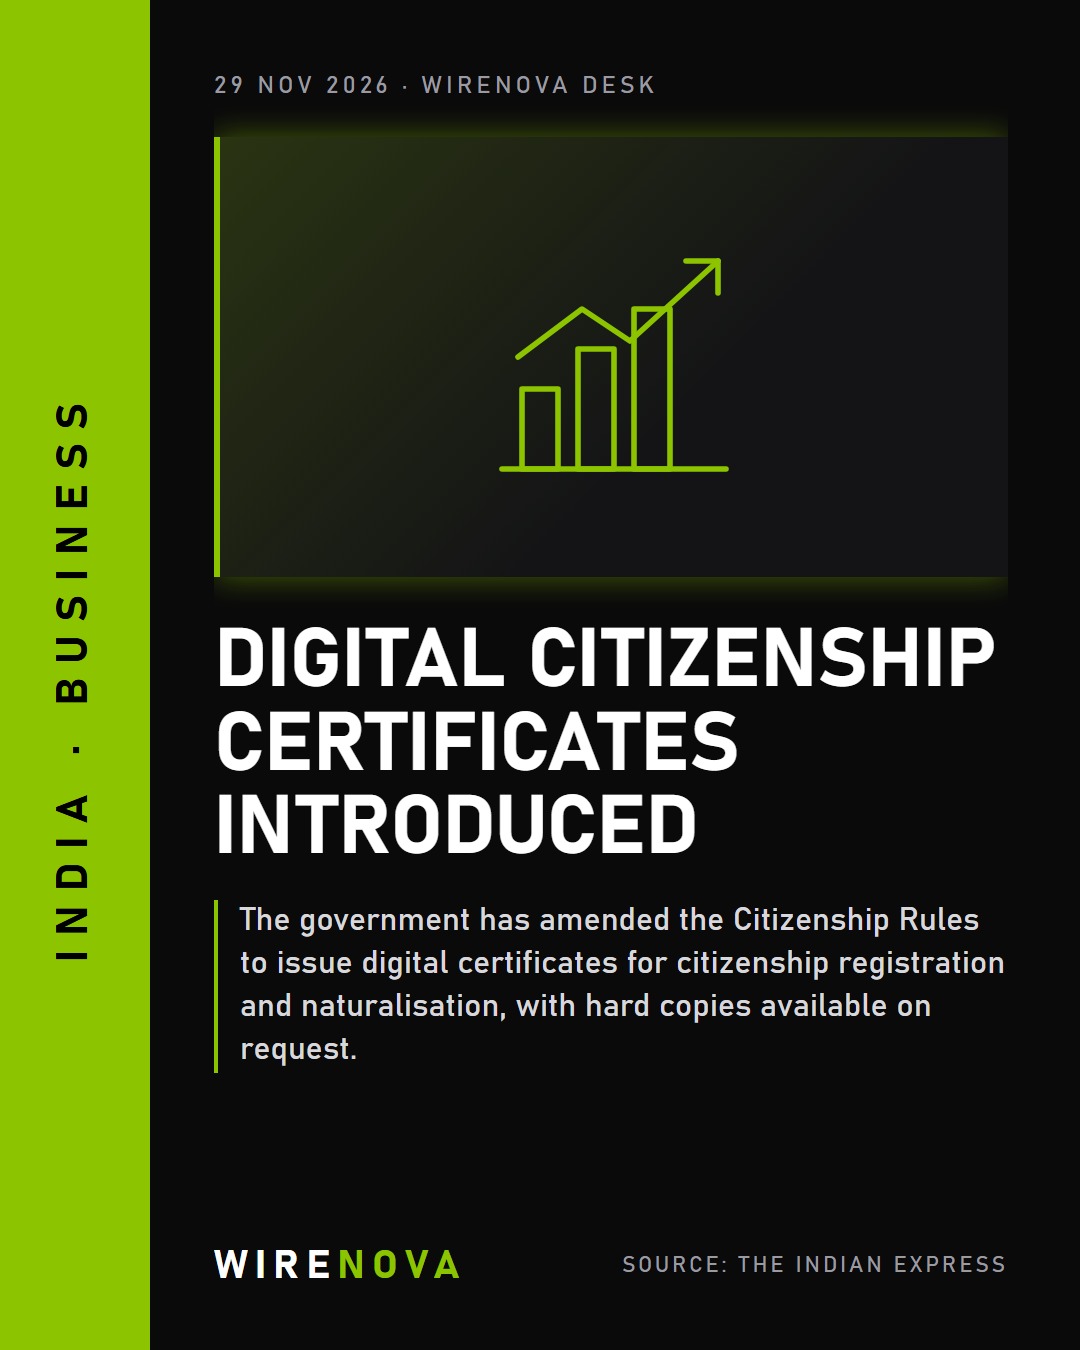 INDIA · BUSINESS
29 NOV 2026 · WIRENOVA DESK
DIGITAL CITIZENSHIP
CERTIFICATES
INTRODUCED
The government has amended the Citizenship Rules
to issue digital certificates for citizenship registration
and naturalisation, with hard copies available on
request.
WIRENOVA
SOURCE: THE INDIAN EXPRESS